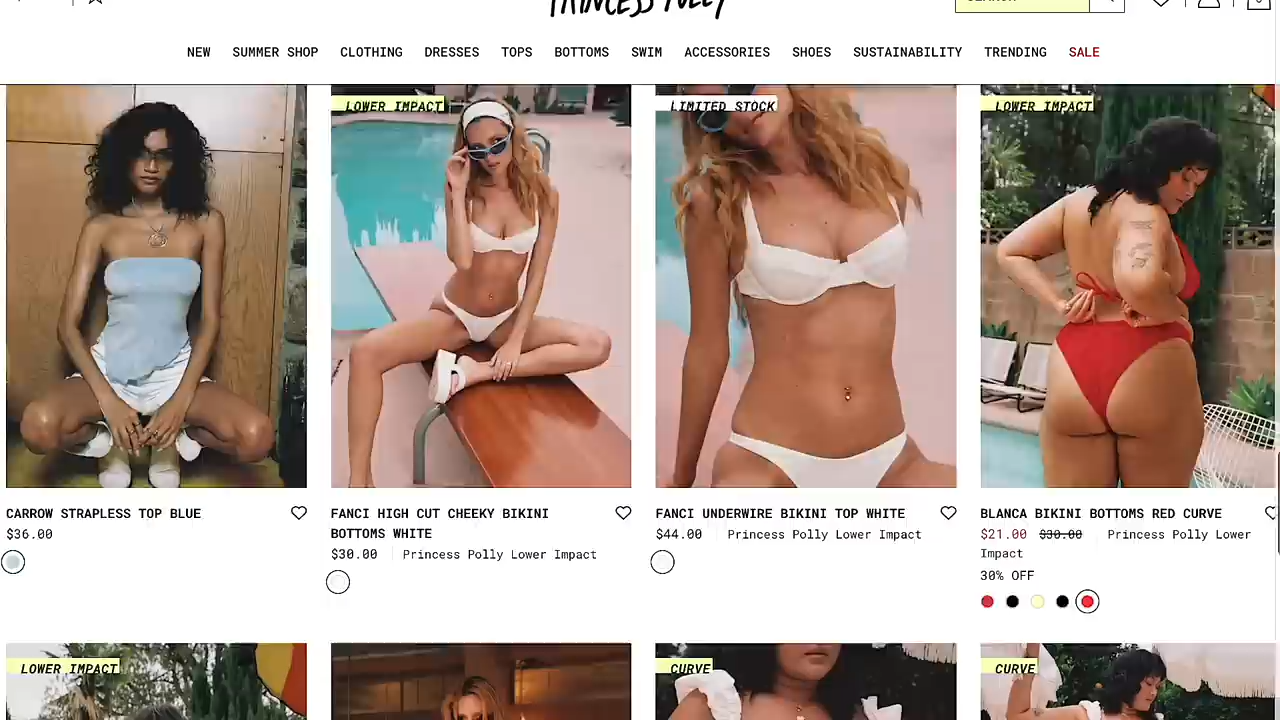 PRINCESS POLLY
NEW SUMMER SHOP CLOTHING DRESSES TOPS BOTTOMS SWIM ACCESSORIES SHOES SUSTAINABILITY TRENDING SALE
LOWER IMPACT
LIMITED STOCK
LOWER IMPACT
CARROW STRAPLESS TOP BLUE
$36.00
FANCI HIGH CUT CHEEKY BIKINI
BOTTOMS WHITE
$30.00 Princess Polly Lower Impact
FANCI UNDERWIRE BIKINI TOP WHITE
$44.00 Princess Polly Lower Impact
BLANCA BIKINI BOTTOMS RED CURVE
$21.00 $30.00 Princess Polly Lower
Impact
30% OFF
LOWER IMPACT
CURVE
CURVE